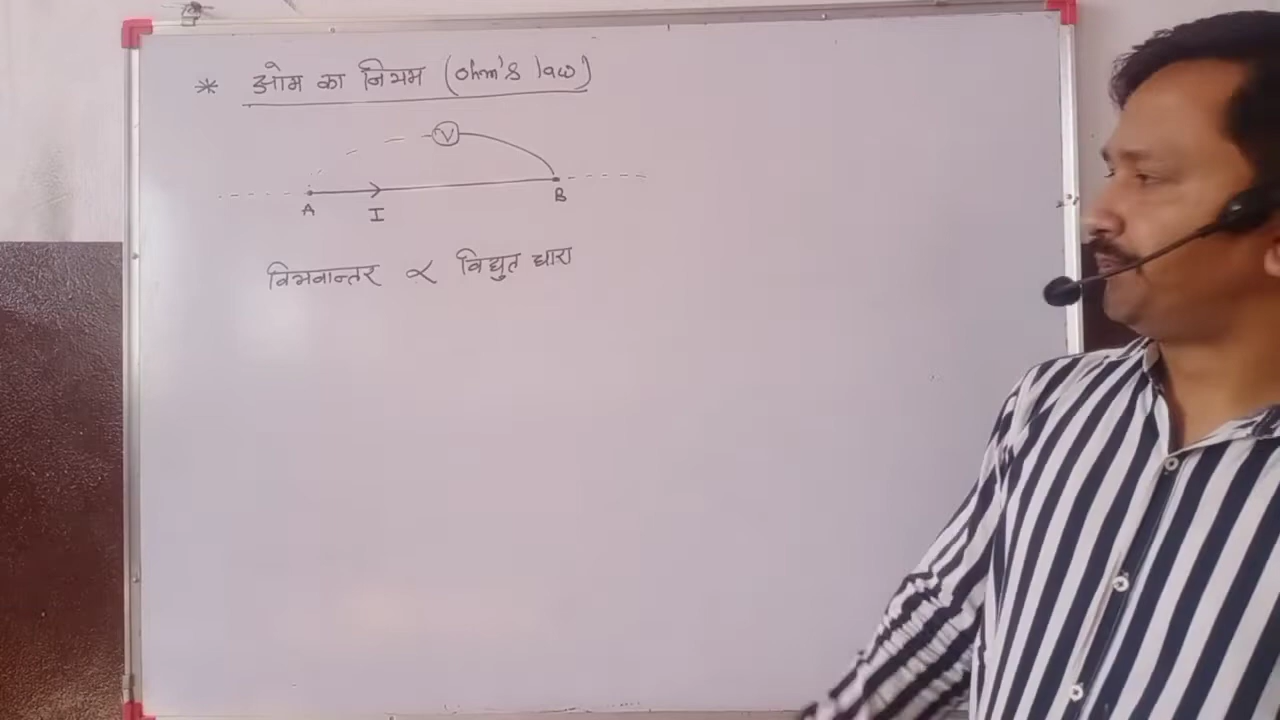 * ओम का नियम (ohm's law)
V
A I B
विभवान्तर ∝ विद्युत धारा